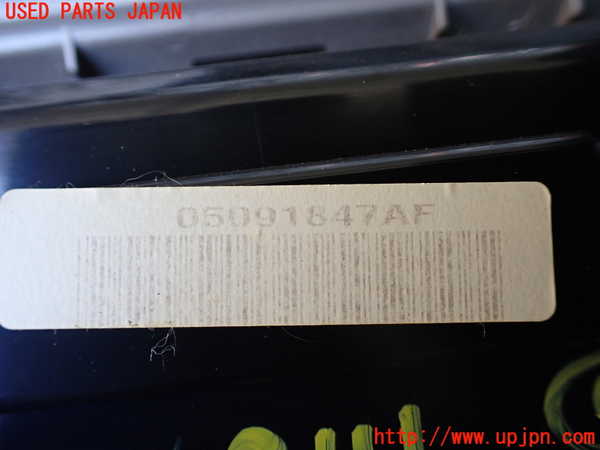 USED PARTS JAPAN
05091847AF
http://www.upjpn.com/